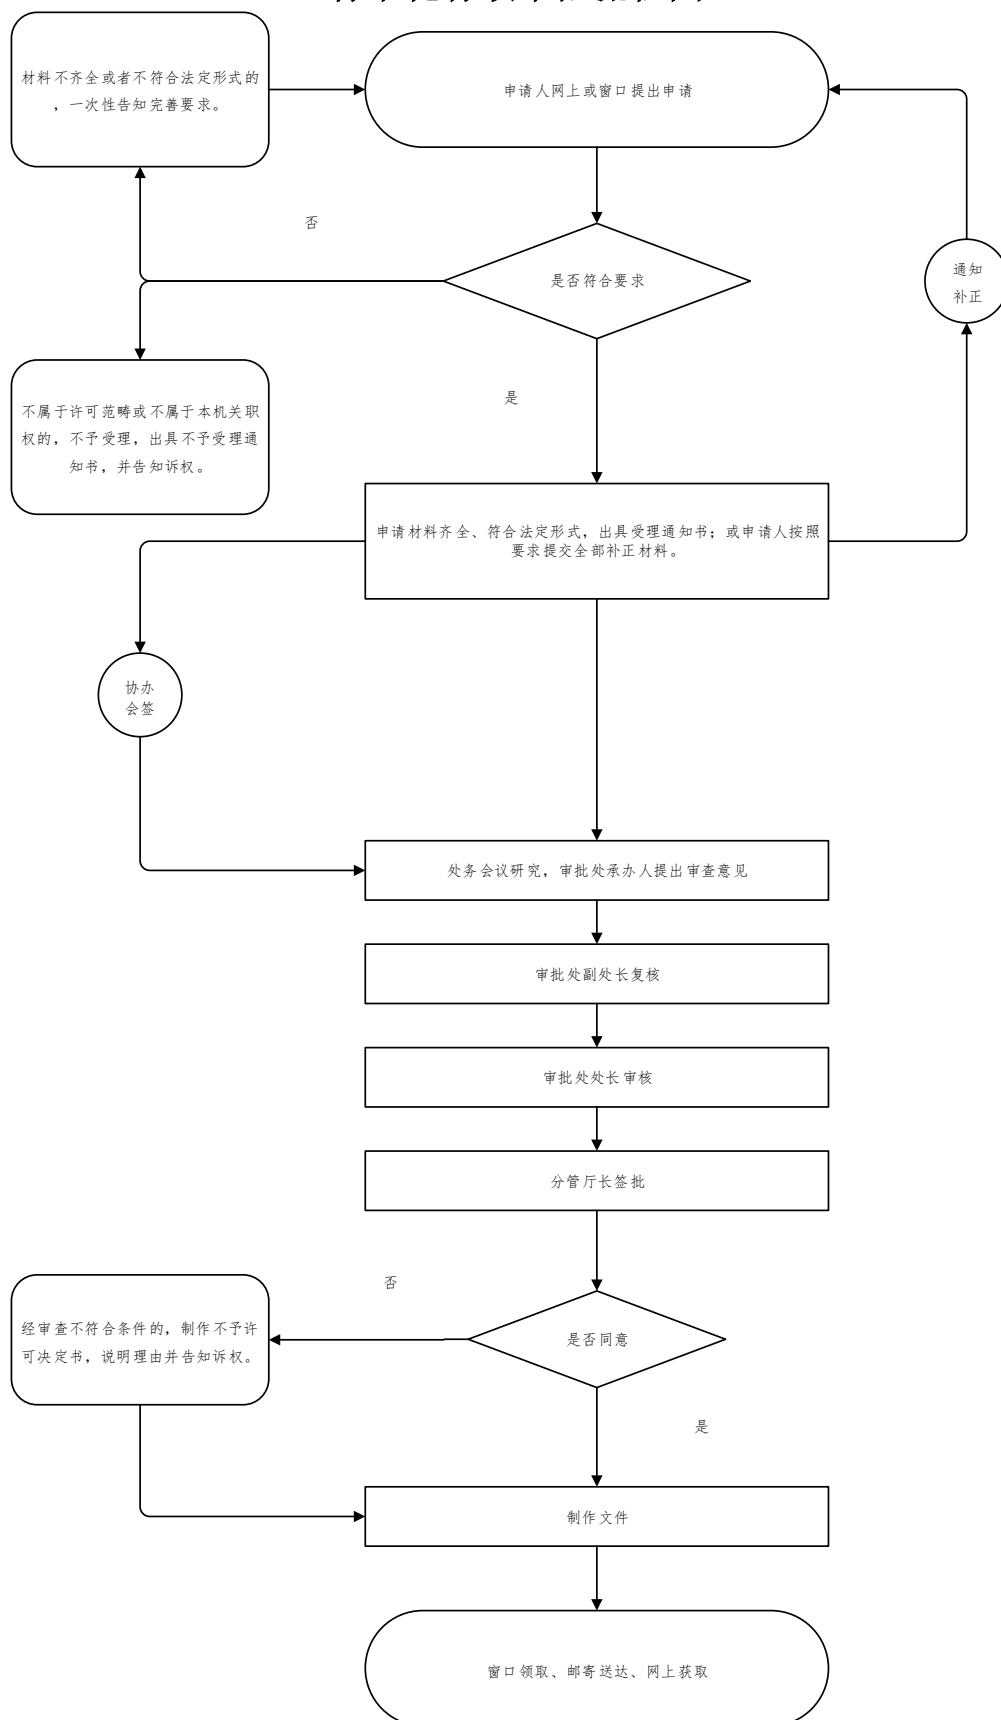 材料不齐全或者不符合法定形式的
，一次性告知完善要求。
申请人网上或窗口提出申请
否
是否符合要求
通知
补正
是
不属于许可范畴或不属于本机关职
权的，不予受理，出具不予受理通
知书，并告知诉权。
申请材料齐全、符合法定形式，出具受理通知书；或申请人按照
要求提交全部补正材料。
协办
会签
处务会议研究，审批处承办人提出审查意见
审批处副处长复核
审批处处长审核
分管厅长签批
否
经审查不符合条件的，制作不予许
可决定书，说明理由并告知诉权。
是否同意
是
制作文件
窗口领取、邮寄送达、网上获取